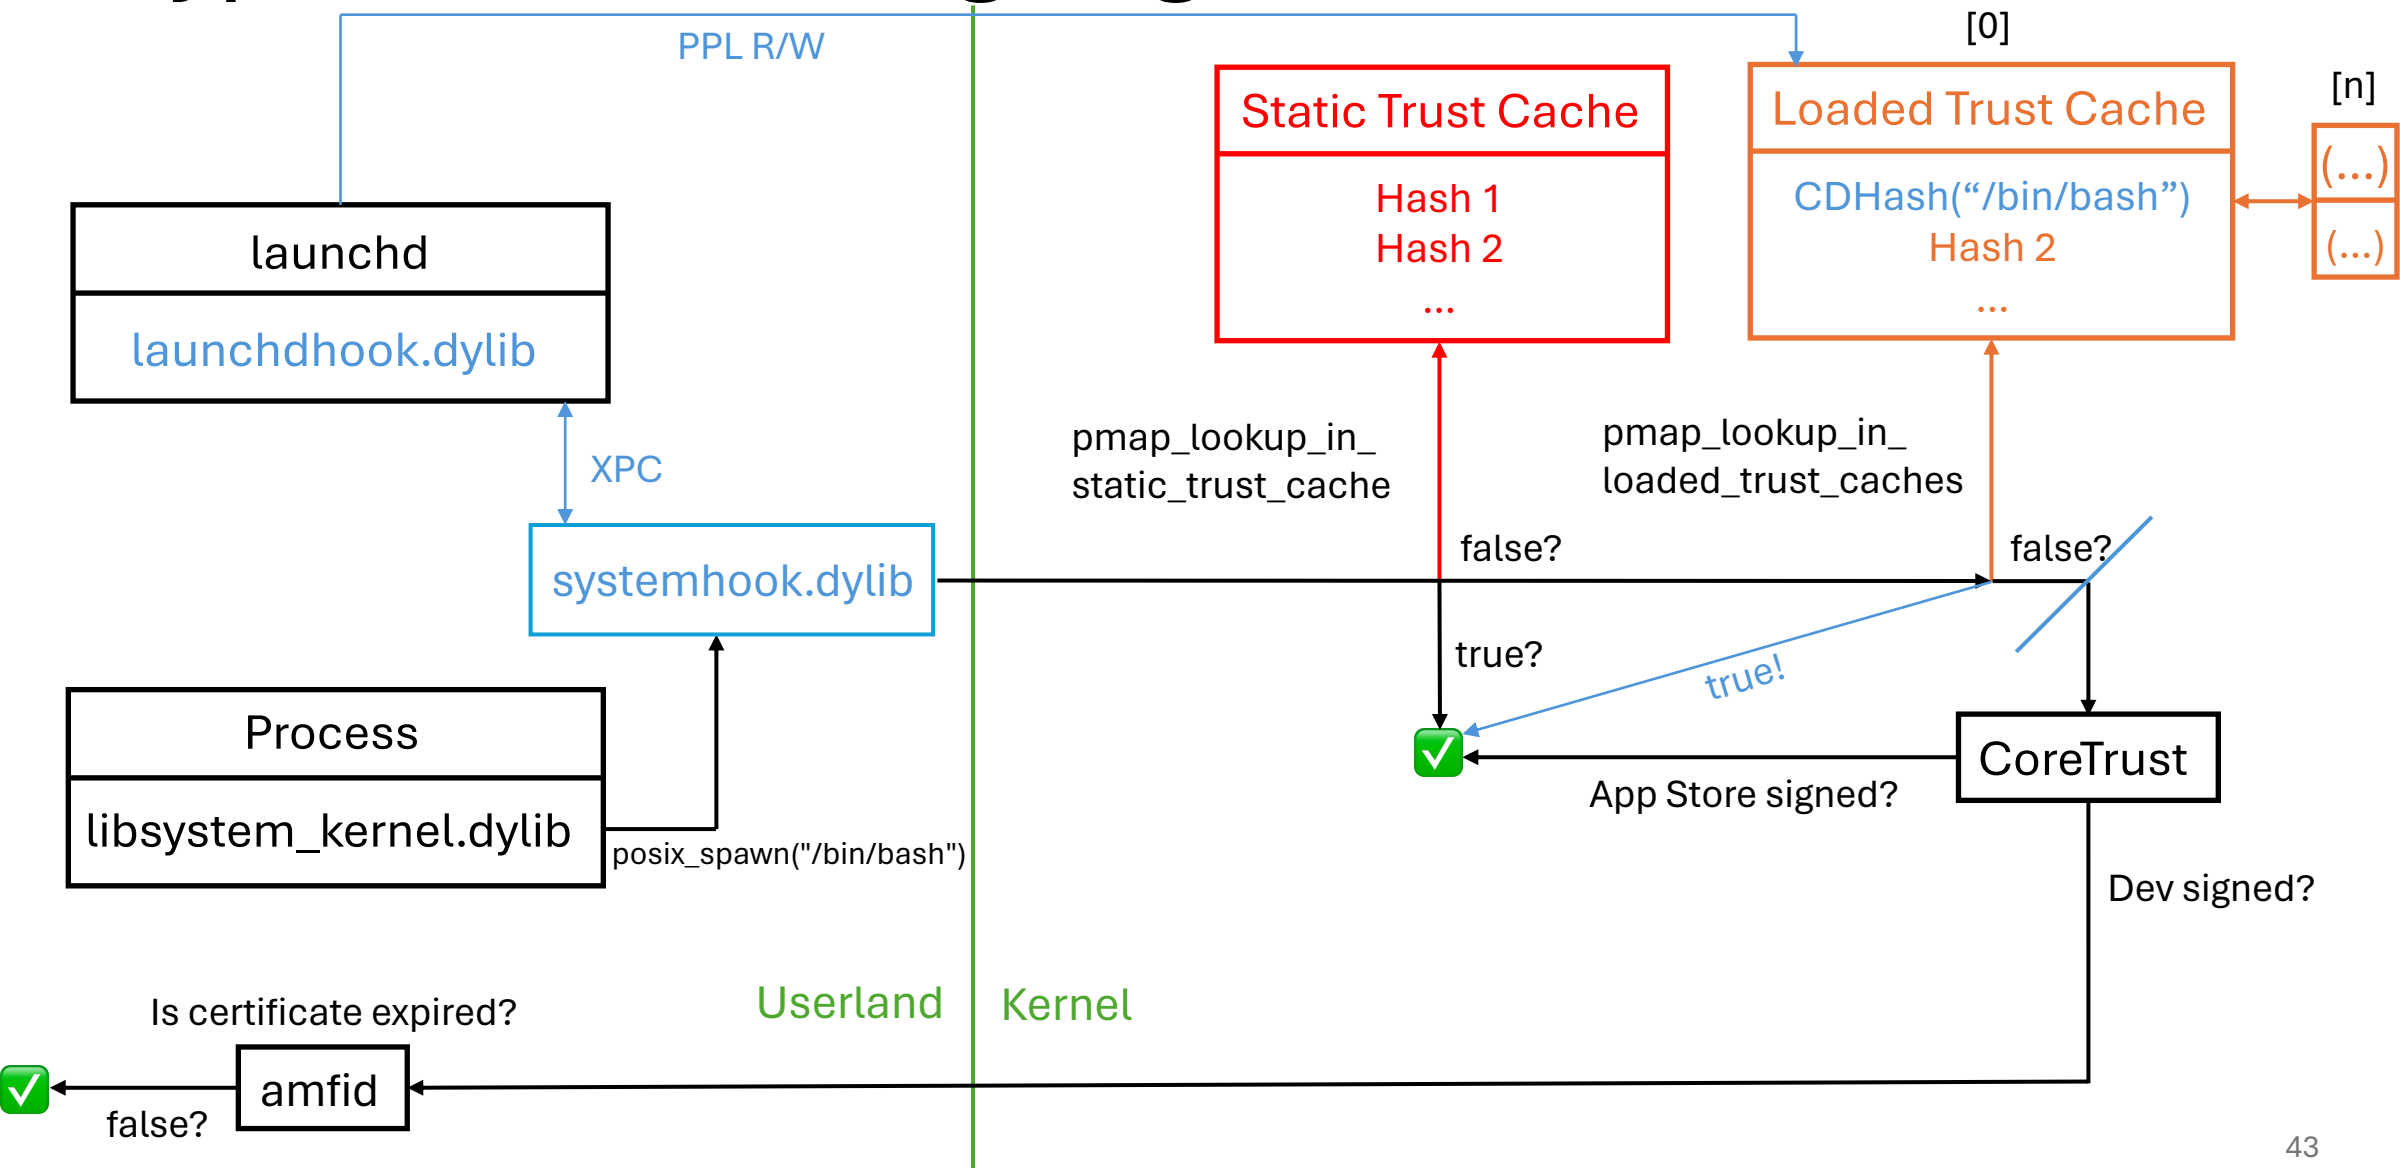 PPL R/W
[0]
[n]
Static Trust Cache
Hash 1
Hash 2
...
Loaded Trust Cache
CDHash(“/bin/bash”)
Hash 2
...
(...)
(...)
launchd
launchdhook.dylib
XPC
pmap_lookup_in_
static_trust_cache
pmap_lookup_in_
loaded_trust_caches
false?
false?
systemhook.dylib
true?
true!
Process
libsystem_kernel.dylib
posix_spawn("/bin/bash")
CoreTrust
App Store signed?
Dev signed?
Userland
Kernel
Is certificate expired?
amfid
false?
43